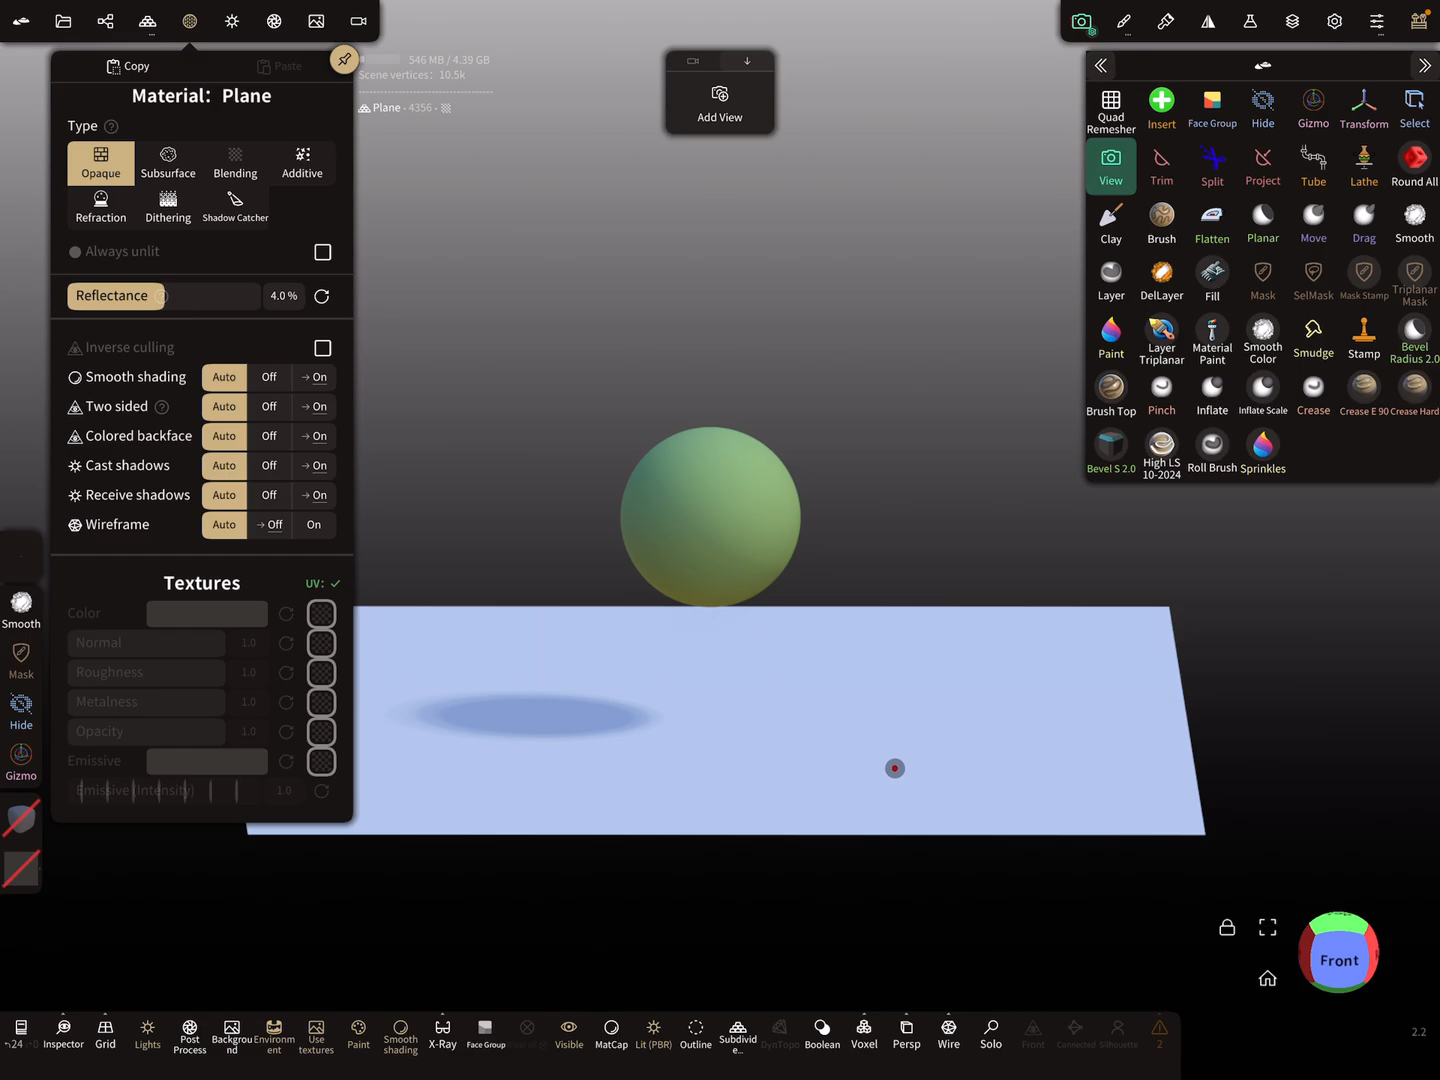 546 MB / 4.39 GB
Scene vertices: 10.5k
Plane - 4356 -
Copy
Paste
Material: Plane
Type
Opaque
Subsurface
Blending
Additive
Refraction
Dithering
Shadow Catcher
Always unlit
Reflectance
4.0 %
Inverse culling
Smooth shading Auto Off → On
Two sided Auto Off → On
Colored backface Auto Off → On
Cast shadows Auto Off → On
Receive shadows Auto Off → On
Wireframe Auto → Off On
Textures UV:
Color
Normal 1.0
Roughness 1.0
Metalness 1.0
Opacity 1.0
Emissive
Emissive (Intensity) 1.0
Add View
Quad
Remesher
Insert
Face Group
Hide
Gizmo
Transform
Select
View
Trim
Split
Project
Tube
Lathe
Round All
Clay
Brush
Flatten
Planar
Move
Drag
Smooth
Layer
DelLayer
Fill
Mask
SelMask
Mask Stamp
Triplanar
Mask
Paint
Layer
Triplanar
Material
Paint
Smooth
Color
Smudge
Stamp
Bevel
Radius 2.0
Brush Top
Pinch
Inflate
Inflate Scale
Crease
Crease E 90
Crease Hard
Bevel S 2.0
High LS
10-2024
Roll Brush
Sprinkles
Smooth
Mask
Hide
Gizmo
Front
2.2
Inspector
Grid
Lights
Post
Process
Backgrou
nd
Environm
ent
Use
textures
Paint
Smooth
shading
X-Ray
Face Group
Visible
MatCap
Lit (PBR)
Outline
Subdivid
e...
DynTopo
Boolean
Voxel
Persp
Wire
Solo
Front
Connected
Silhouette
2